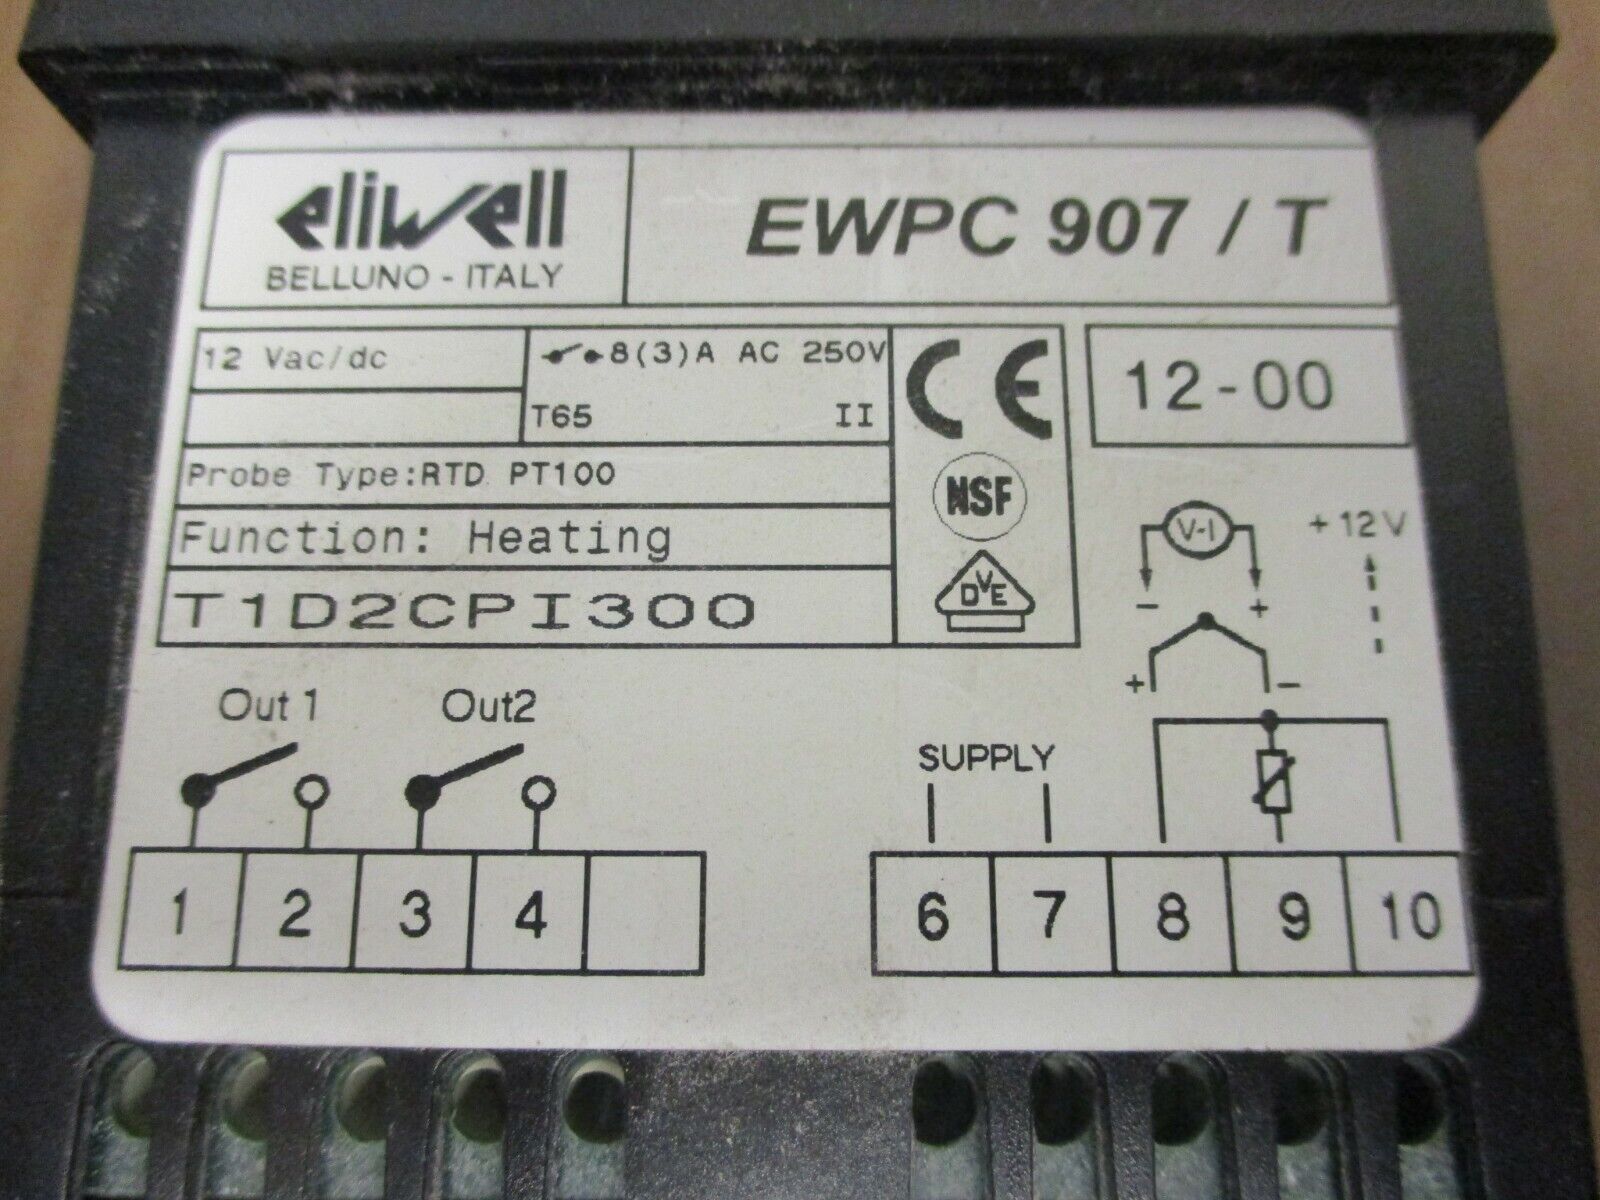 eliwell
BELLUNO - ITALY
EWPC 907 / T
12 Vac/dc
8(3)A AC 250V
T65 II
Probe Type:RTD PT100
Function: Heating
T1D2CPI300
CE
NSF
DVE
12-00
V-I
+ 12V
- +
+ -
Out 1 Out2
SUPPLY
1 2 3 4
6 7 8 9 10